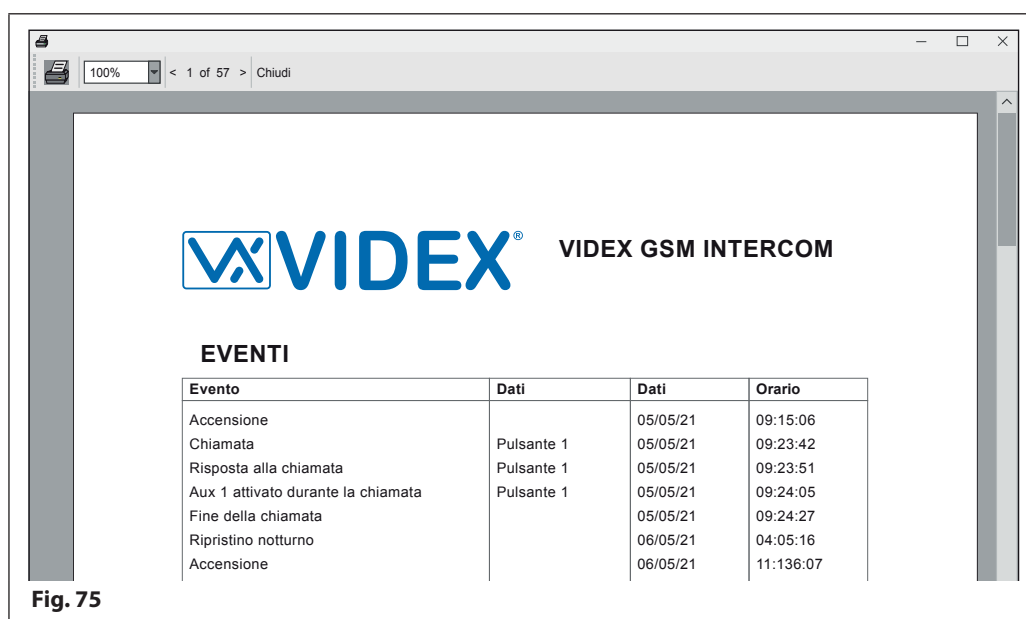 100% < 1 of 57 > Chiudi
VIDEX® VIDEX GSM INTERCOM
EVENTI
Evento Dati Dati Orario
Accensione 05/05/21 09:15:06
Chiamata Pulsante 1 05/05/21 09:23:42
Risposta alla chiamata Pulsante 1 05/05/21 09:23:51
Aux 1 attivato durante la chiamata Pulsante 1 05/05/21 09:24:05
Fine della chiamata 05/05/21 09:24:27
Ripristino notturno 06/05/21 04:05:16
Accensione 06/05/21 11:136:07
Fig. 75